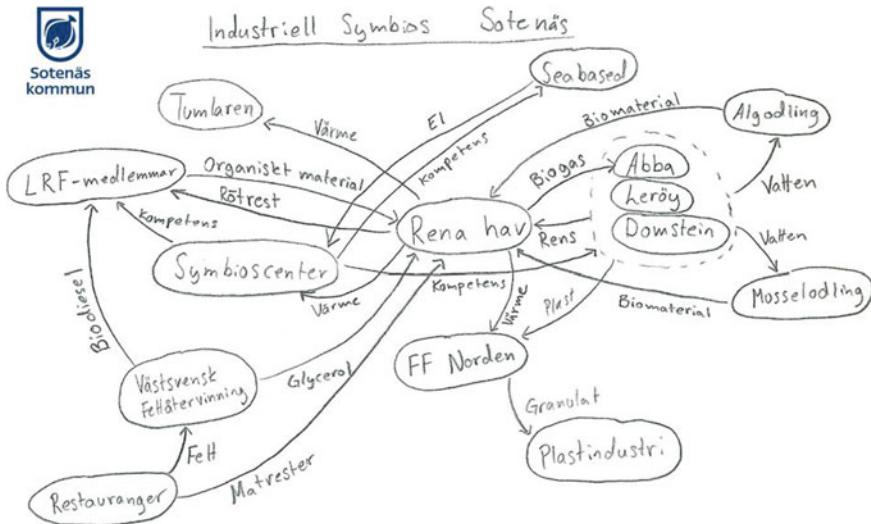 Industriell Symbios Sotenäs
Sotenäs
kommun
Seabased
Tumlaren
Värme
El
Kompetens
Biomaterial
Algodling
LRF-medlemmar
Organiskt material
Rötrest
Biogas
Abba
Leröy
Domstein
Vatten
Kompetens
Rena hav
Rens
Vatten
Symbioscenter
Värme
Kompetens
Värme
Plast
Biomaterial
Mosselodling
Biodiesel
FF Norden
Västsvensk
Fettåtervinning
Glycerol
Granulat
Fett
Matrester
Plastindustri
Restauranger